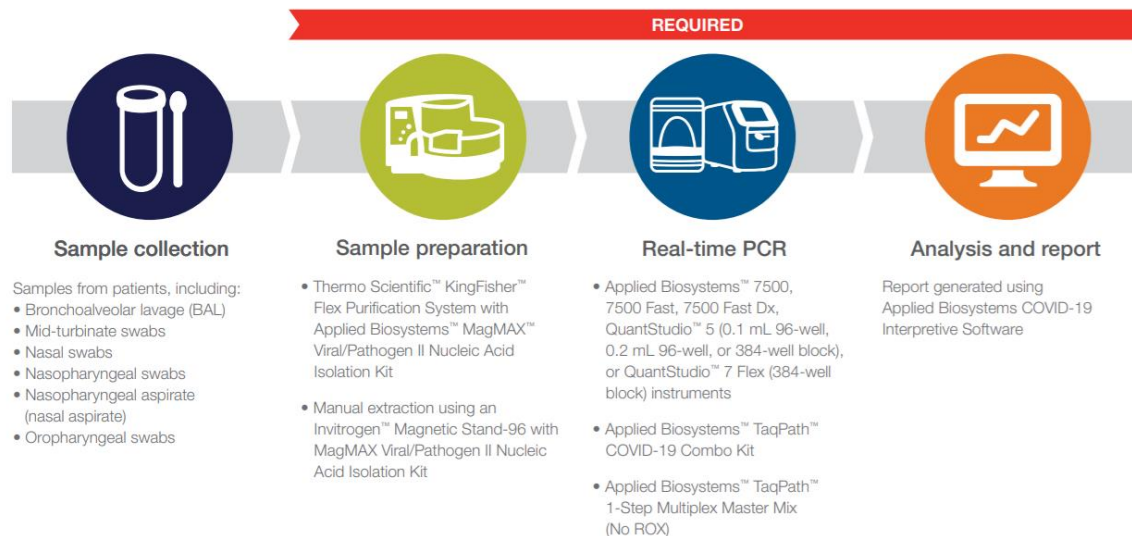 REQUIRED
Sample collection
Samples from patients, including:
• Bronchoalveolar lavage (BAL)
• Mid-turbinate swabs
• Nasal swabs
• Nasopharyngeal swabs
• Nasopharyngeal aspirate
(nasal aspirate)
• Oropharyngeal swabs
Sample preparation
• Thermo Scientific™ KingFisher™
Flex Purification System with
Applied Biosystems™ MagMAX™
Viral/Pathogen II Nucleic Acid
Isolation Kit
• Manual extraction using an
Invitrogen™ Magnetic Stand-96 with
MagMAX Viral/Pathogen II Nucleic
Acid Isolation Kit
Real-time PCR
• Applied Biosystems™ 7500,
7500 Fast, 7500 Fast Dx,
QuantStudio™ 5 (0.1 mL 96-well,
0.2 mL 96-well, or 384-well block),
or QuantStudio™ 7 Flex (384-well
block) instruments
• Applied Biosystems™ TaqPath™
COVID-19 Combo Kit
• Applied Biosystems™ TaqPath™
1-Step Multiplex Master Mix
(No ROX)
Analysis and report
Report generated using
Applied Biosystems COVID-19
Interpretive Software